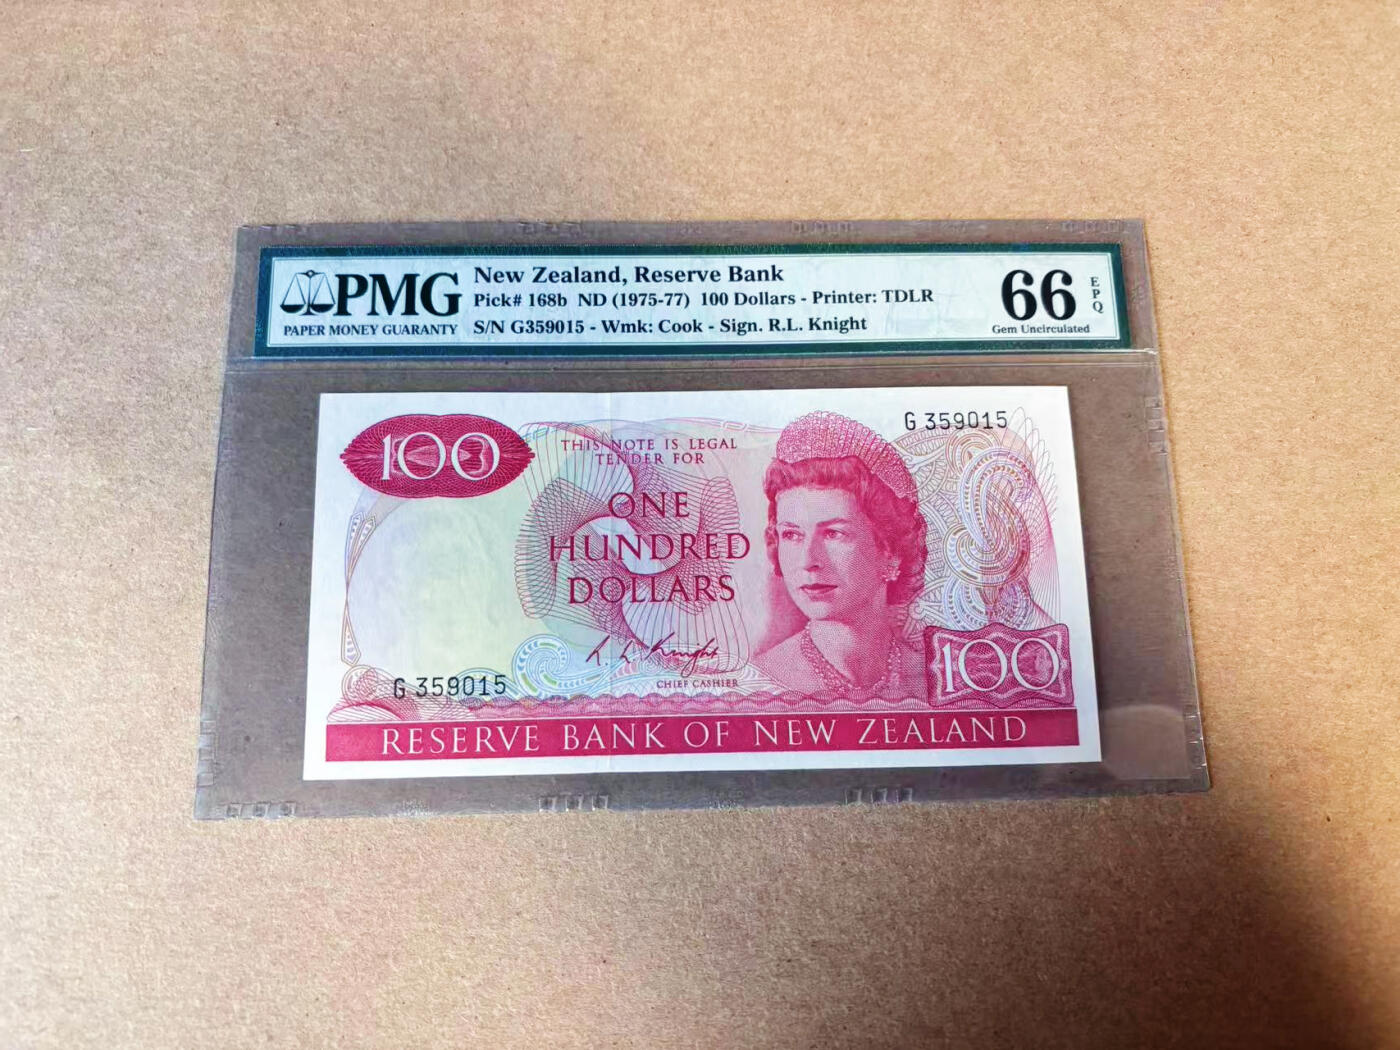 PMG
PAPER MONEY GUARANTY
New Zealand, Reserve Bank
Pick# 168b ND (1975-77) 100 Dollars - Printer: TDLR
S/N G359015 - Wmk: Cook - Sign. R.L. Knight
66
EPQ
Gem Uncirculated
100
THIS NOTE IS LEGAL
TENDER FOR
G 359015
ONE
HUNDRED
DOLLARS
R. L. Knight
CHIEF CASHIER
G 359015
100
RESERVE BANK OF NEW ZEALAND